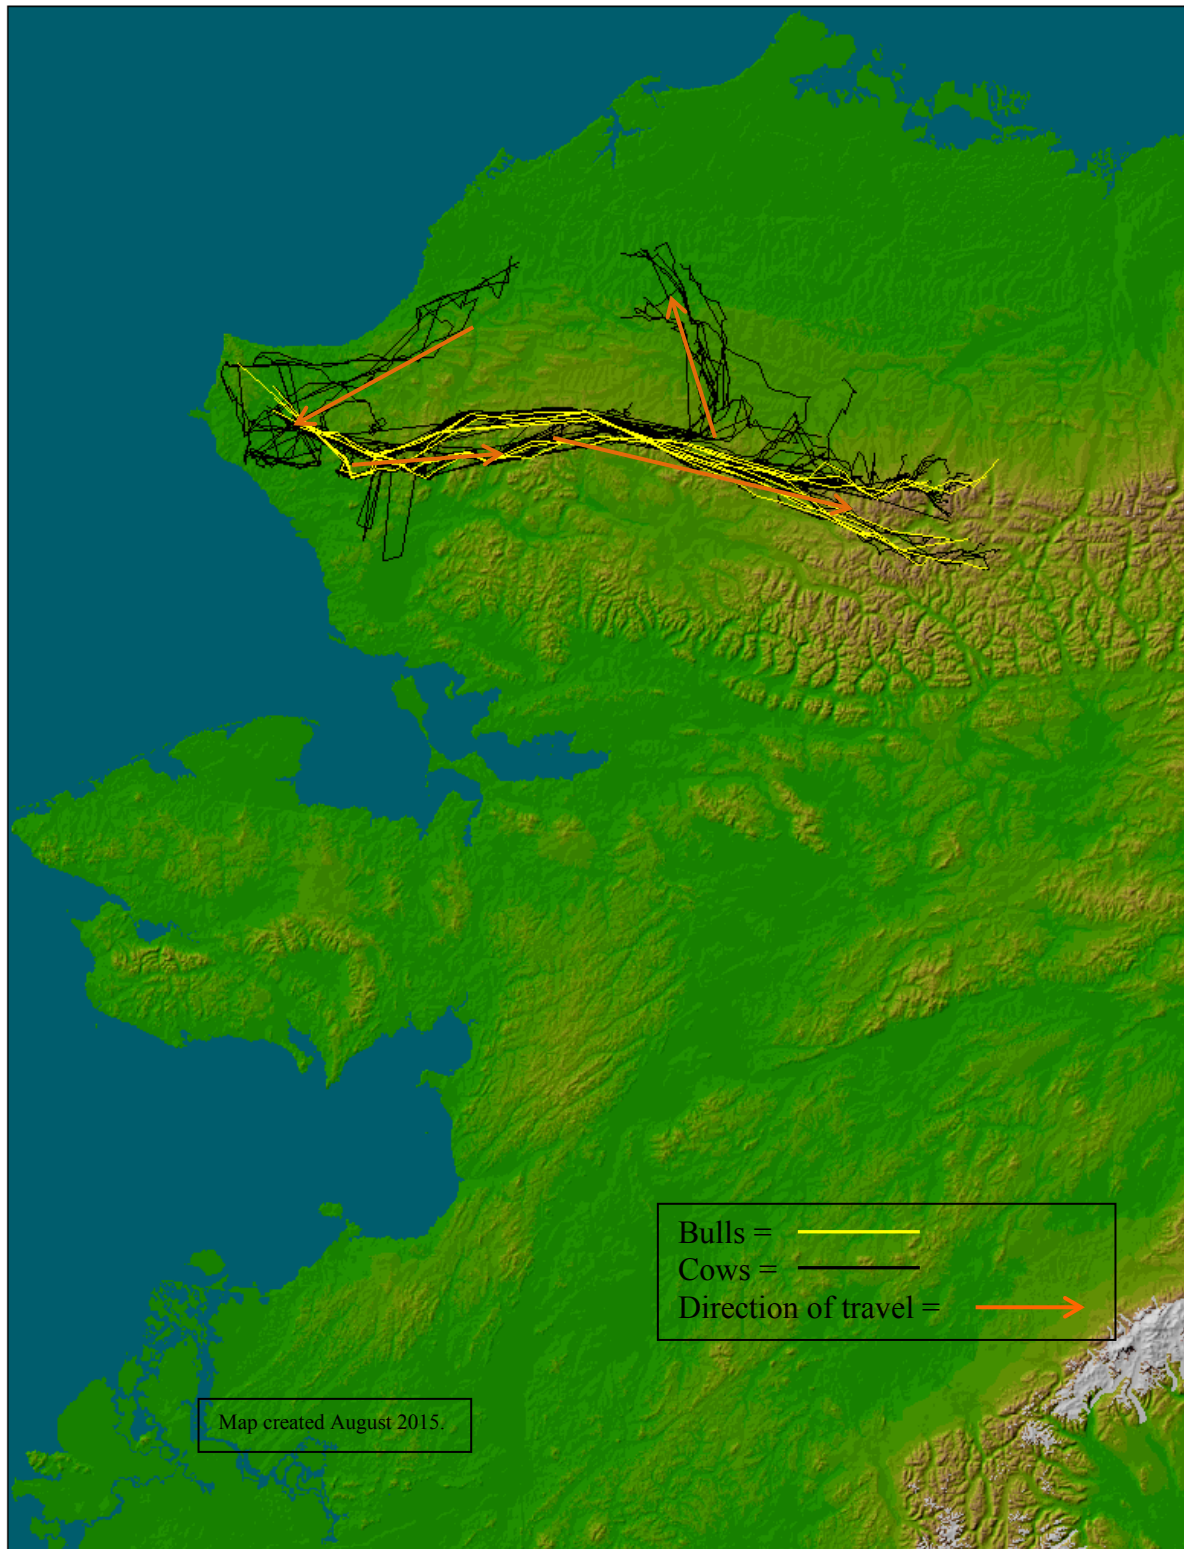 Bulls =
Cows =
Direction of travel =
Map created August 2015.